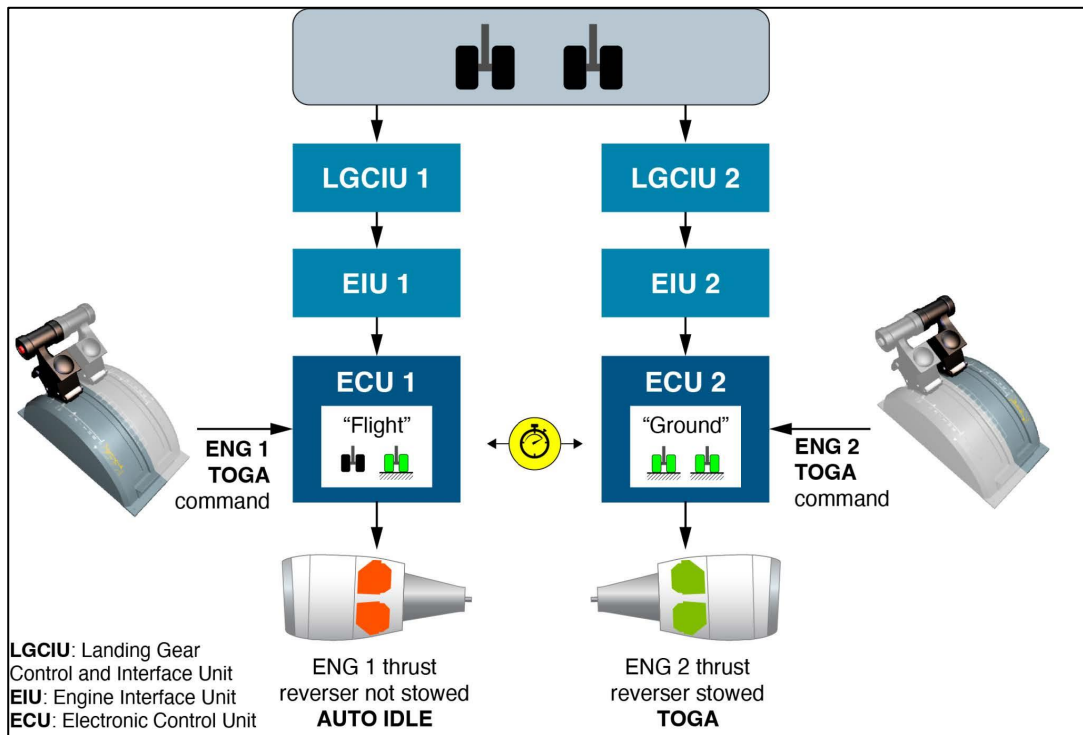 LGCIU 1
LGCIU 2
EIU 1
EIU 2
ECU 1
“Flight”
ECU 2
“Ground”
ENG 1
TOGA
command
ENG 2
TOGA
command
LGCIU: Landing Gear
Control and Interface Unit
EIU: Engine Interface Unit
ECU: Electronic Control Unit
ENG 1 thrust
reverser not stowed
AUTO IDLE
ENG 2 thrust
reverser stowed
TOGA